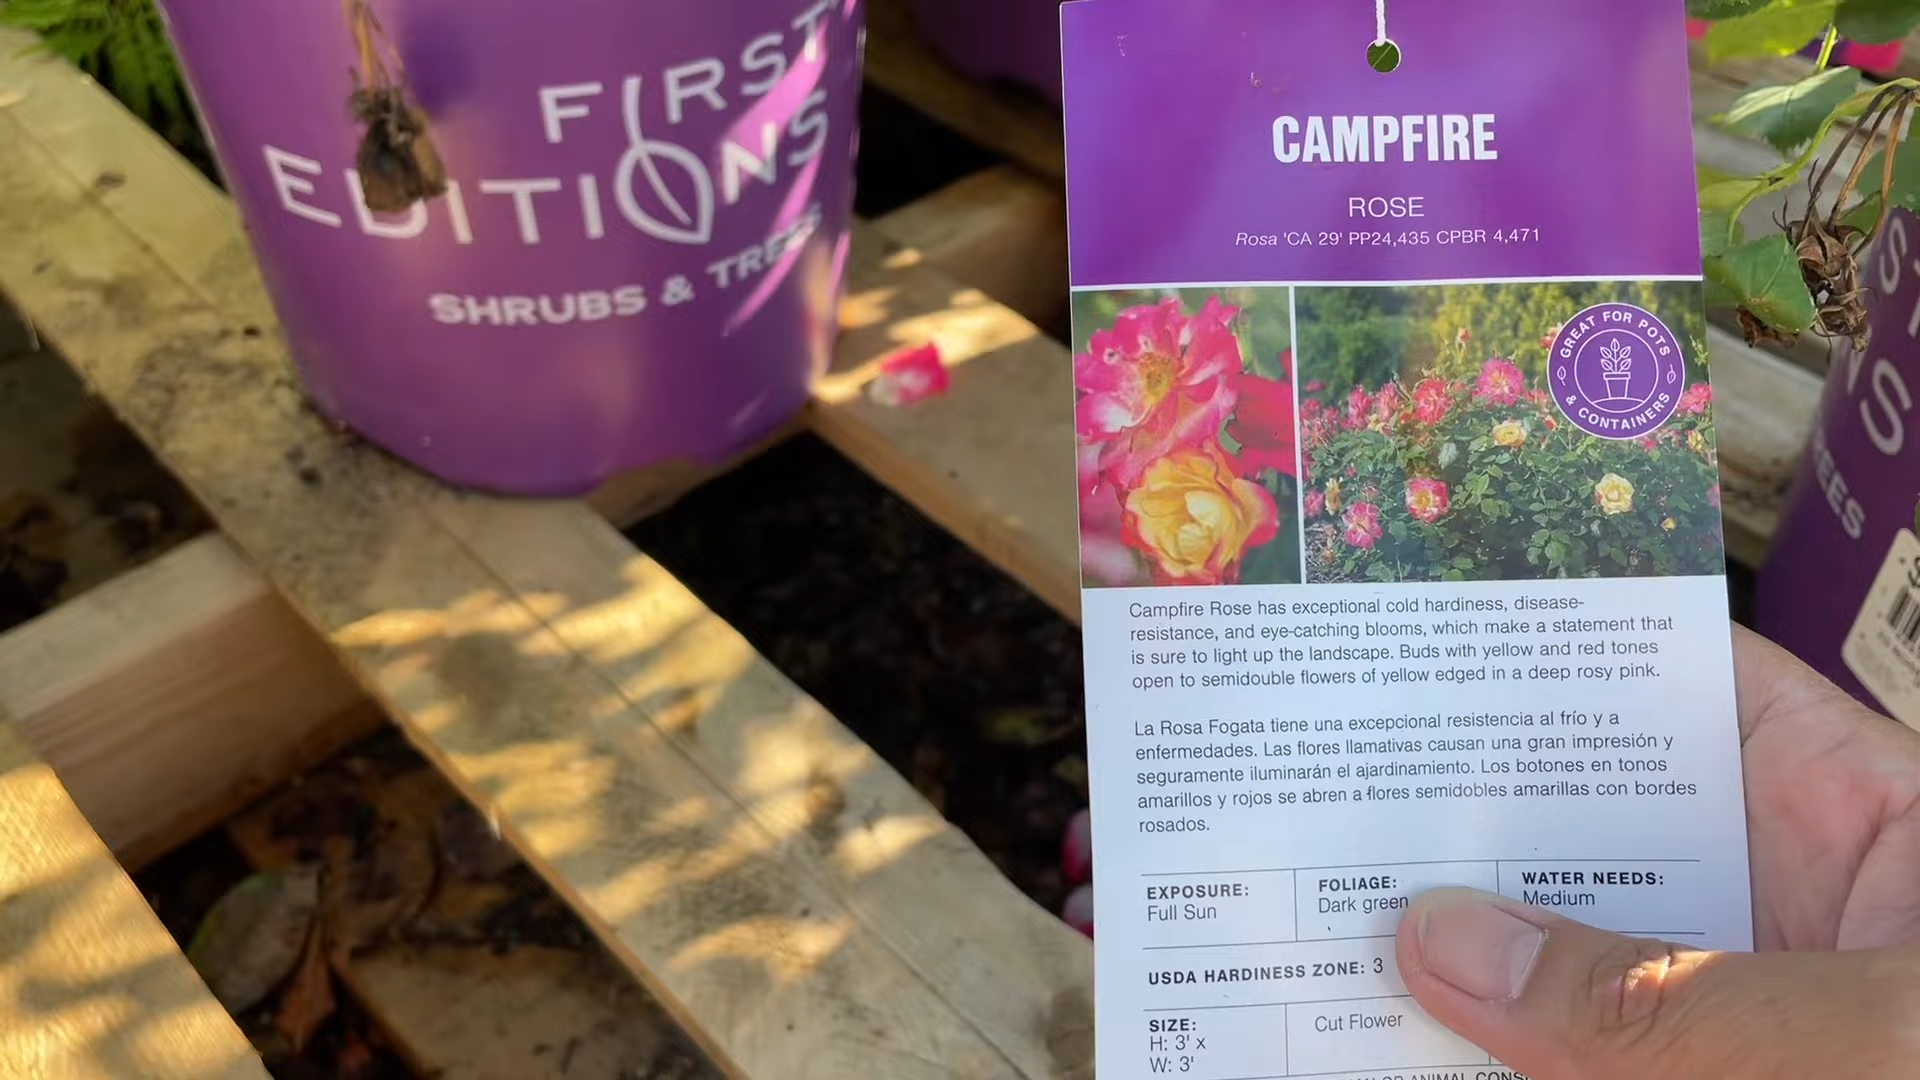 FIRST
EDITIONS
SHRUBS & TREES
CAMPFIRE
ROSE
Rosa 'CA 29' PP24,435 CPBR 4,471
GREAT FOR POTS
& CONTAINERS
Campfire Rose has exceptional cold hardiness, disease-
resistance, and eye-catching blooms, which make a statement that
is sure to light up the landscape. Buds with yellow and red tones
open to semidouble flowers of yellow edged in a deep rosy pink.
La Rosa Fogata tiene una excepcional resistencia al frío y a
enfermedades. Las flores llamativas causan una gran impresión y
seguramente iluminarán el ajardinamiento. Los botones en tonos
amarillos y rojos se abren a flores semidobles amarillas con bordes
rosados.
EXPOSURE:
Full Sun
FOLIAGE:
Dark green
WATER NEEDS:
Medium
USDA HARDINESS ZONE: 3
SIZE:
H: 3' x
W: 3'
Cut Flower
OR ANIMAL